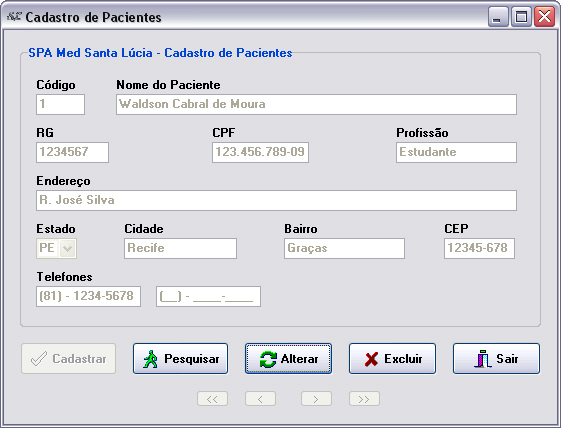 Cadastro de Pacientes
SPA Med Santa Lúcia - Cadastro de Pacientes
Código Nome do Paciente
1 Waldson Cabral de Moura
RG CPF Profissão
1234567 123.456.789-09 Estudante
Endereço
R. José Silva
Estado Cidade Bairro CEP
PE Recife Graças 12345-678
Telefones
(81) - 1234-5678 (__) - ____-____
Cadastrar Pesquisar Alterar Excluir Sair
<< < > >>